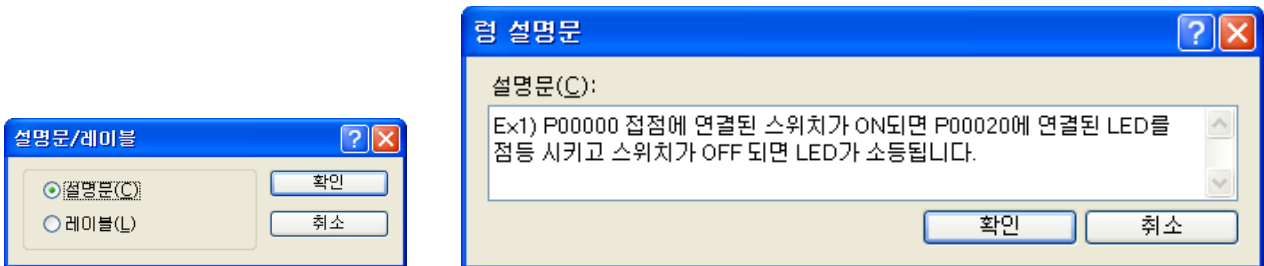 설명문/레이블
설명문(C)
레이블(L)
확인
취소
렁 설명문
설명문(C):
Ex1) P00000 접점에 연결된 스위치가 ON되면 P00020에 연결된 LED를
점등 시키고 스위치가 OFF 되면 LED가 소등됩니다.
확인
취소